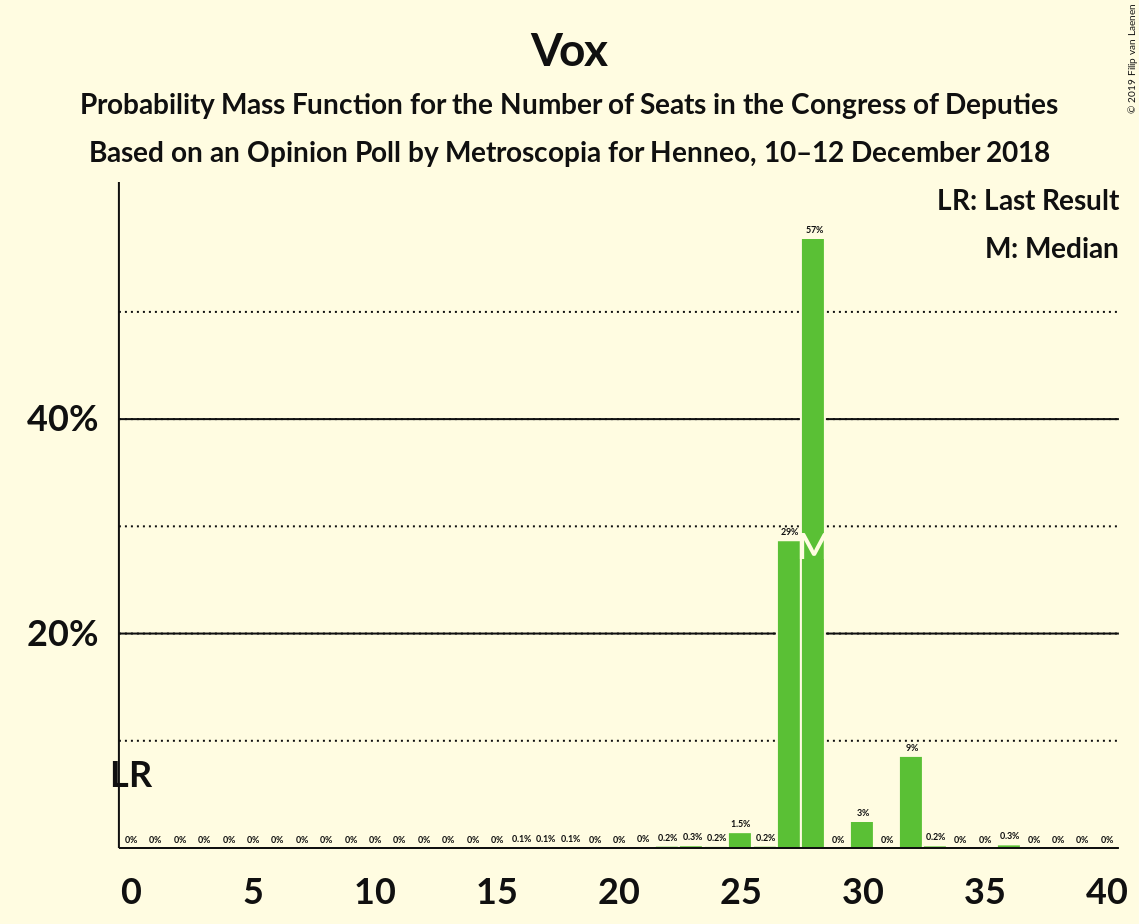 Vox
Probability Mass Function for the Number of Seats in the Congress of Deputies
Based on an Opinion Poll by Metroscopia for Henneo, 10–12 December 2018
© 2019 Filip van Laenen
LR: Last Result
M: Median
57%
40%
29%
M
20%
LR
9%
3%
1.5%
0% 0% 0% 0% 0% 0% 0% 0% 0% 0% 0% 0% 0% 0% 0% 0% 0.1% 0.1% 0.1% 0% 0% 0% 0.2% 0.3% 0.2% 0.2% 0% 0% 0.2% 0% 0% 0.3% 0% 0% 0% 0%
0 5 10 15 20 25 30 35 40